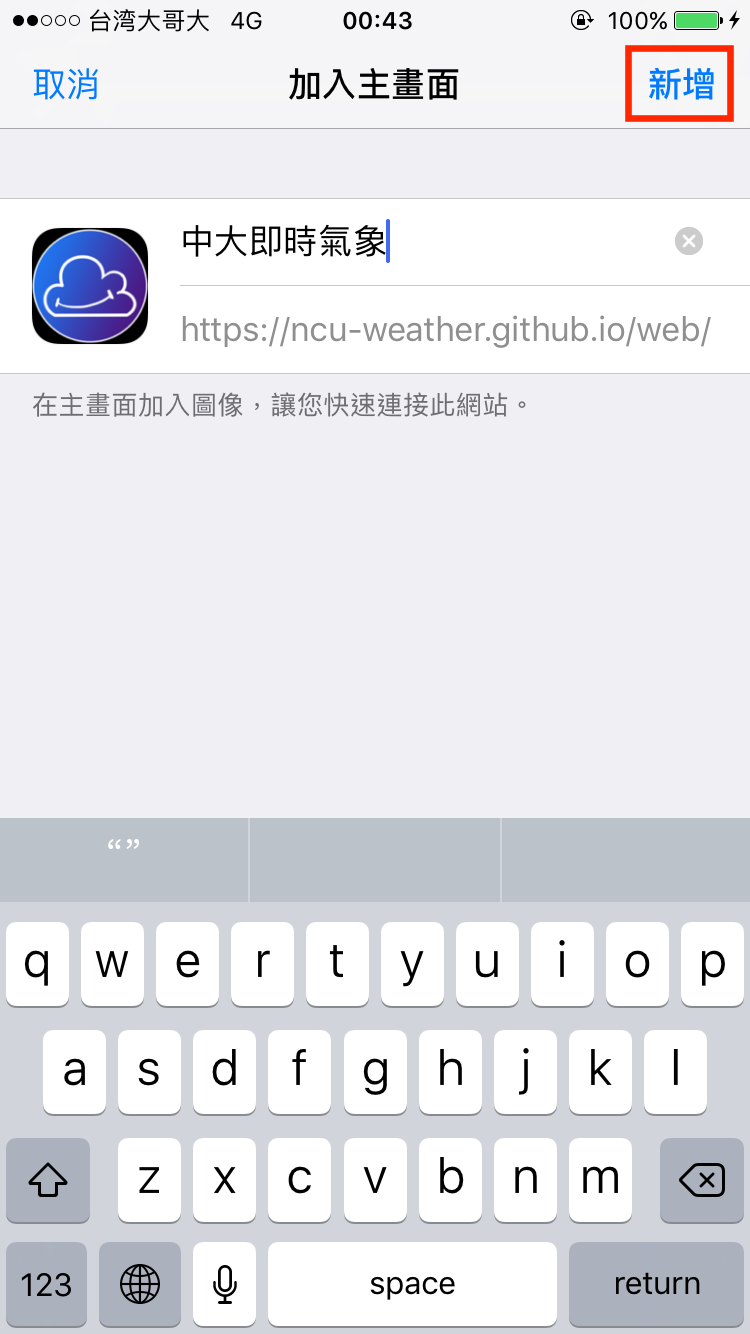 台湾大哥大 4G 00:43 100%
取消 加入主畫面 新增
中大即時氣象
https://ncu-weather.github.io/web/
在主畫面加入圖像，讓您快速連接此網站。
“”
q w e r t y u i o p
a s d f g h j k l
z x c v b n m
123 space return